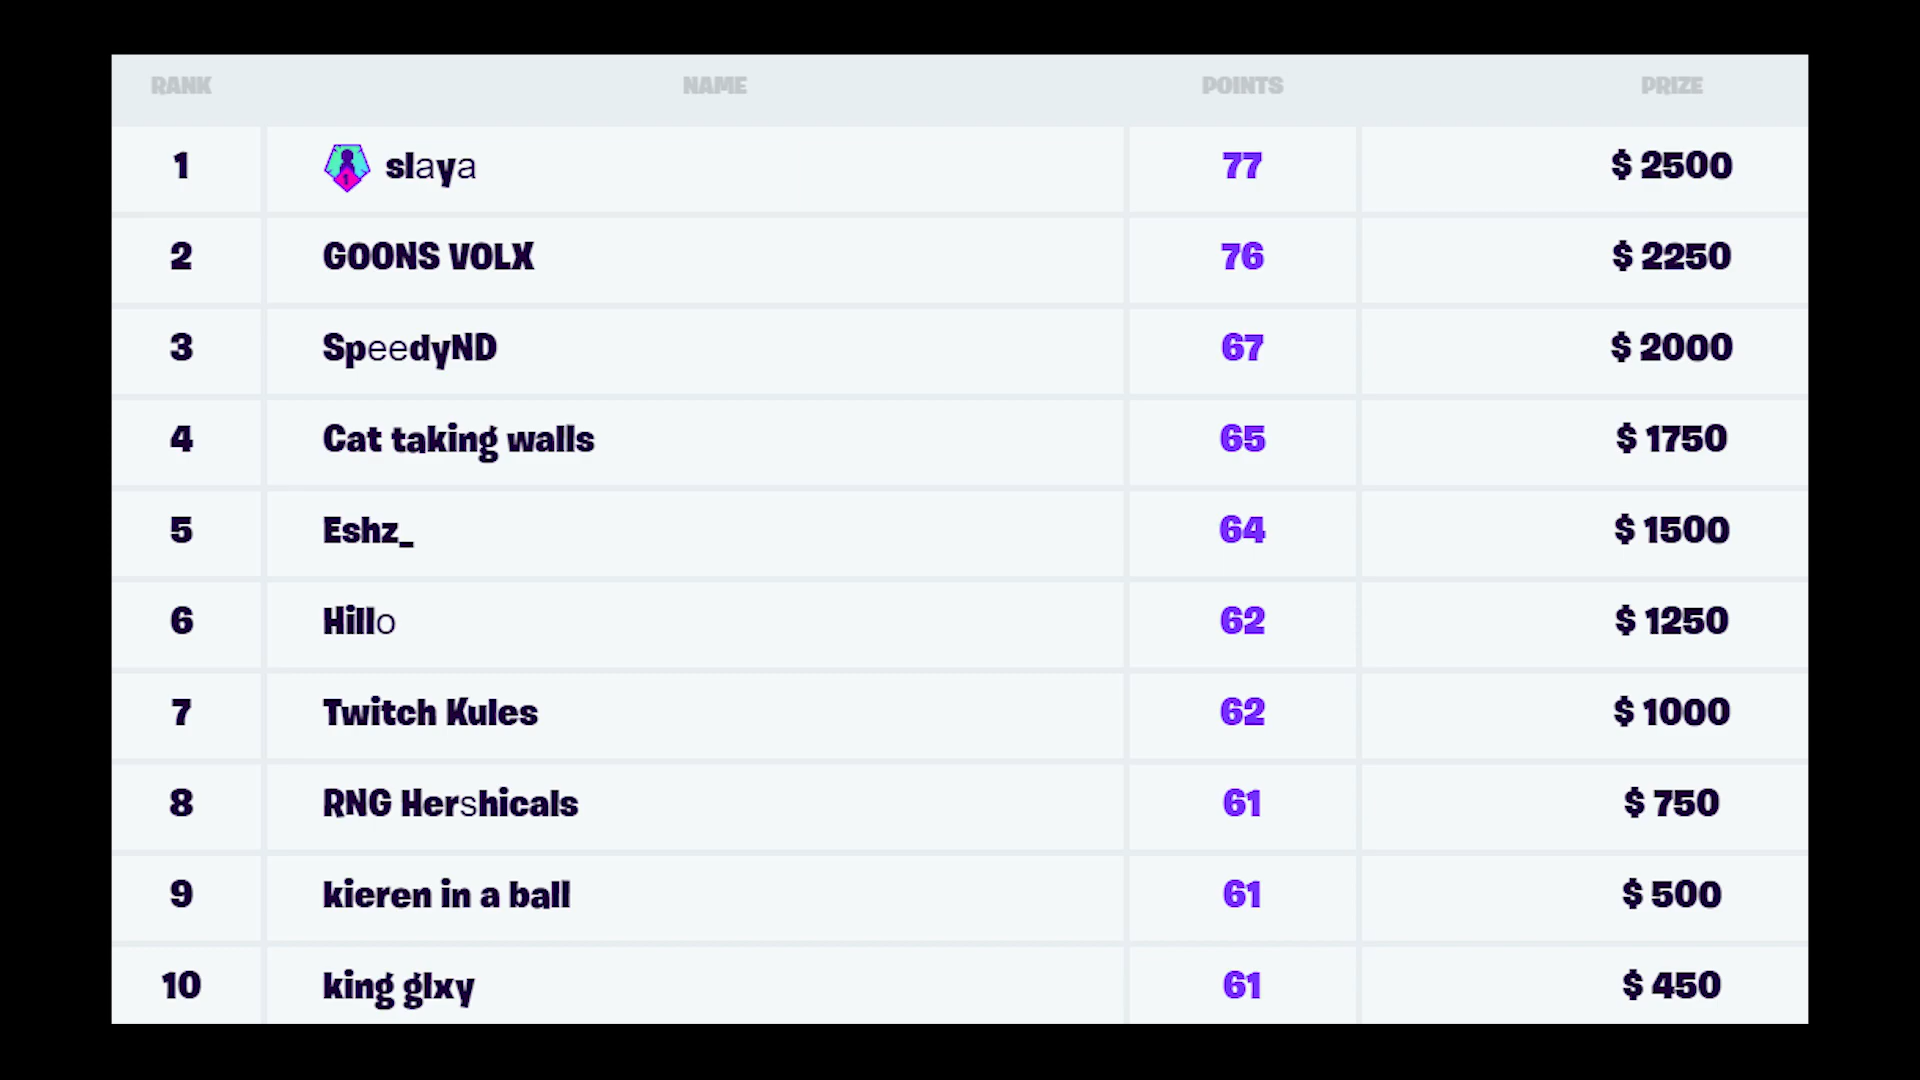 RANK NAME POINTS PRIZE
1 slaya 77 $ 2500
2 GOONS VOLX 76 $ 2250
3 SpeedyND 67 $ 2000
4 Cat taking walls 65 $ 1750
5 Eshz_ 64 $ 1500
6 Hillo 62 $ 1250
7 Twitch Kules 62 $ 1000
8 RNG Hershicals 61 $ 750
9 kieren in a ball 61 $ 500
10 king glxy 61 $ 450